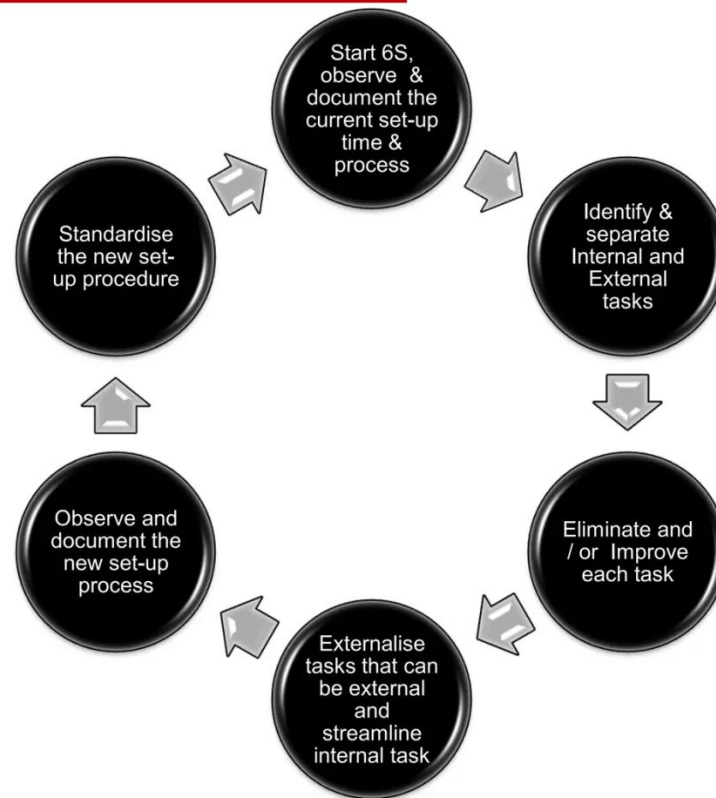 Start 6S,
observe & 
document the
current set-up
time &
process
Identify &
separate
Internal and
External
tasks
Eliminate and
/ or Improve
each task
Externalise
tasks that can
be external
and
streamline
internal task
Observe and
document the
new set-up
process
Standardise
the new set-
up procedure